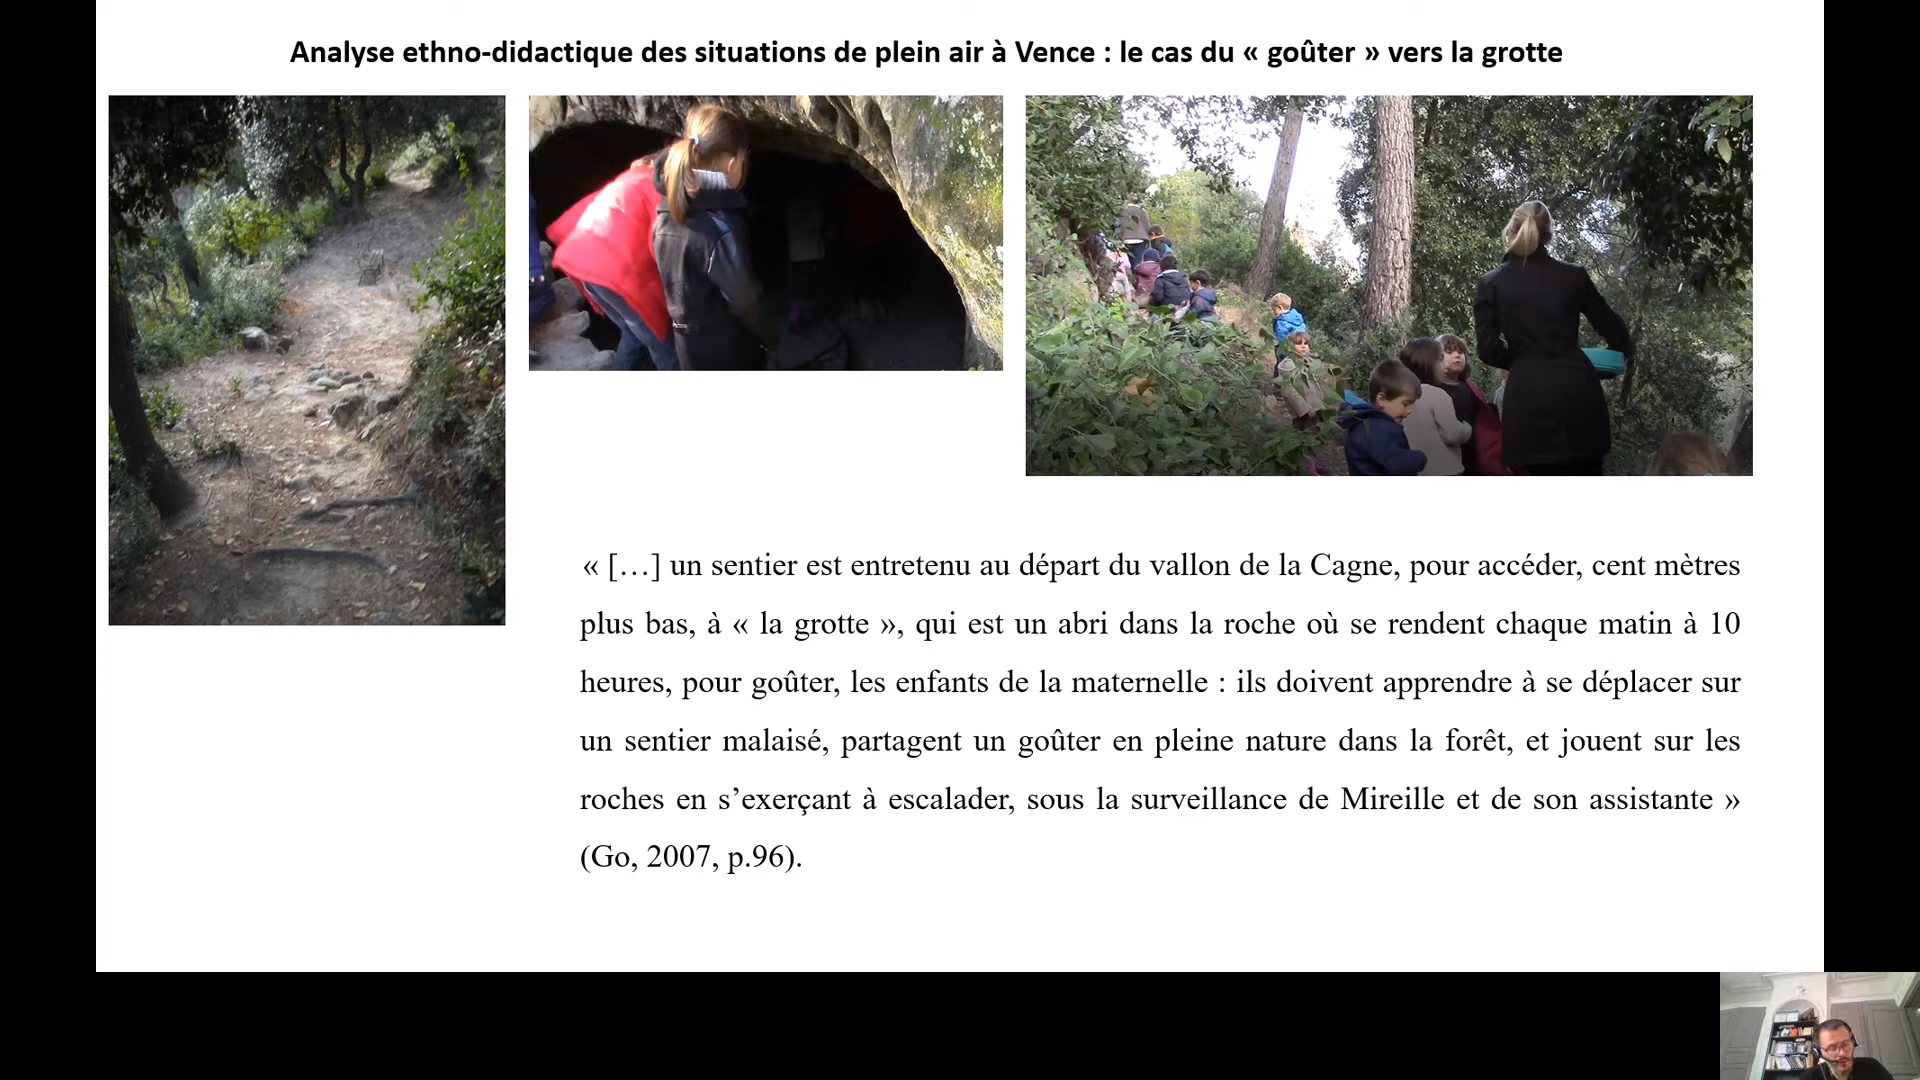 Analyse ethno-didactique des situations de plein air à Vence : le cas du « goûter » vers la grotte
« […] un sentier est entretenu au départ du vallon de la Cagne, pour accéder, cent mètres
plus bas, à « la grotte », qui est un abri dans la roche où se rendent chaque matin à 10
heures, pour goûter, les enfants de la maternelle : ils doivent apprendre à se déplacer sur
un sentier malaisé, partagent un goûter en pleine nature dans la forêt, et jouent sur les
roches en s’exerçant à escalader, sous la surveillance de Mireille et de son assistante »
(Go, 2007, p.96).